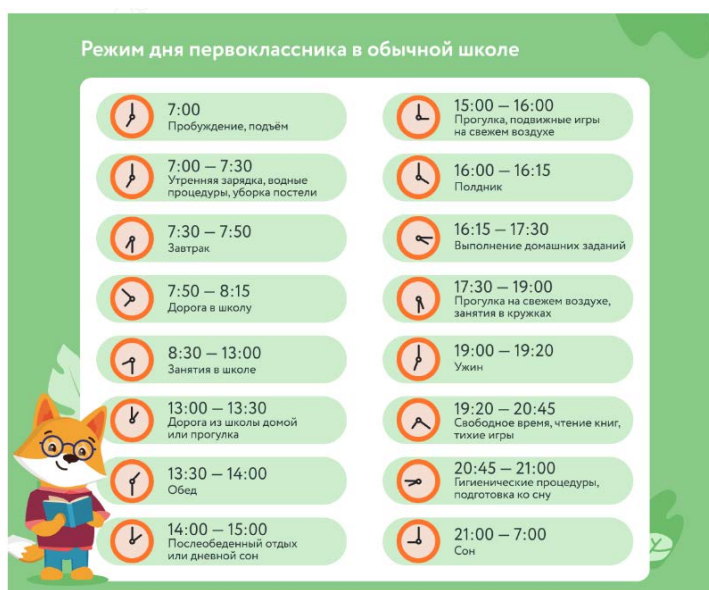 Режим дня первоклассника в обычной школе
7:00
Пробуждение, подъём
7:00 — 7:30
Утренняя зарядка, водные
процедуры, уборка постели
7:30 — 7:50
Завтрак
7:50 — 8:15
Дорога в школу
8:30 — 13:00
Занятия в школе
13:00 — 13:30
Дорога из школы домой
или прогулка
13:30 — 14:00
Обед
14:00 — 15:00
Послеобеденный отдых
или дневной сон
15:00 — 16:00
Прогулка, подвижные игры
на свежем воздухе
16:00 — 16:15
Полдник
16:15 — 17:30
Выполнение домашних заданий
17:30 — 19:00
Прогулка на свежем воздухе,
занятия в кружках
19:00 — 19:20
Ужин
19:20 — 20:45
Свободное время, чтение книг,
тихие игры
20:45 — 21:00
Гигиенические процедуры,
подготовка ко сну
21:00 — 7:00
Сон